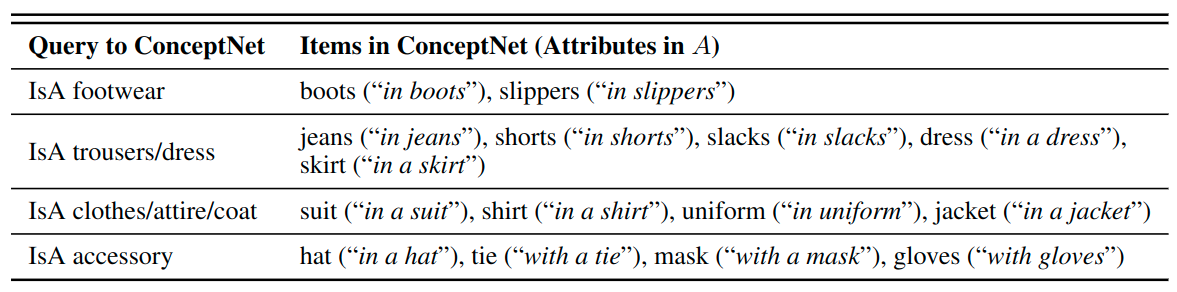 Query to ConceptNet Items in ConceptNet (Attributes in A)
IsA footwear boots (“in boots”), slippers (“in slippers”)
IsA trousers/dress jeans (“in jeans”), shorts (“in shorts”), slacks (“in slacks”), dress (“in a dress”),
skirt (“in a skirt”)
IsA clothes/attire/coat suit (“in a suit”), shirt (“in a shirt”), uniform (“in uniform”), jacket (“in a jacket”)
IsA accessory hat (“in a hat”), tie (“with a tie”), mask (“with a mask”), gloves (“with gloves”)